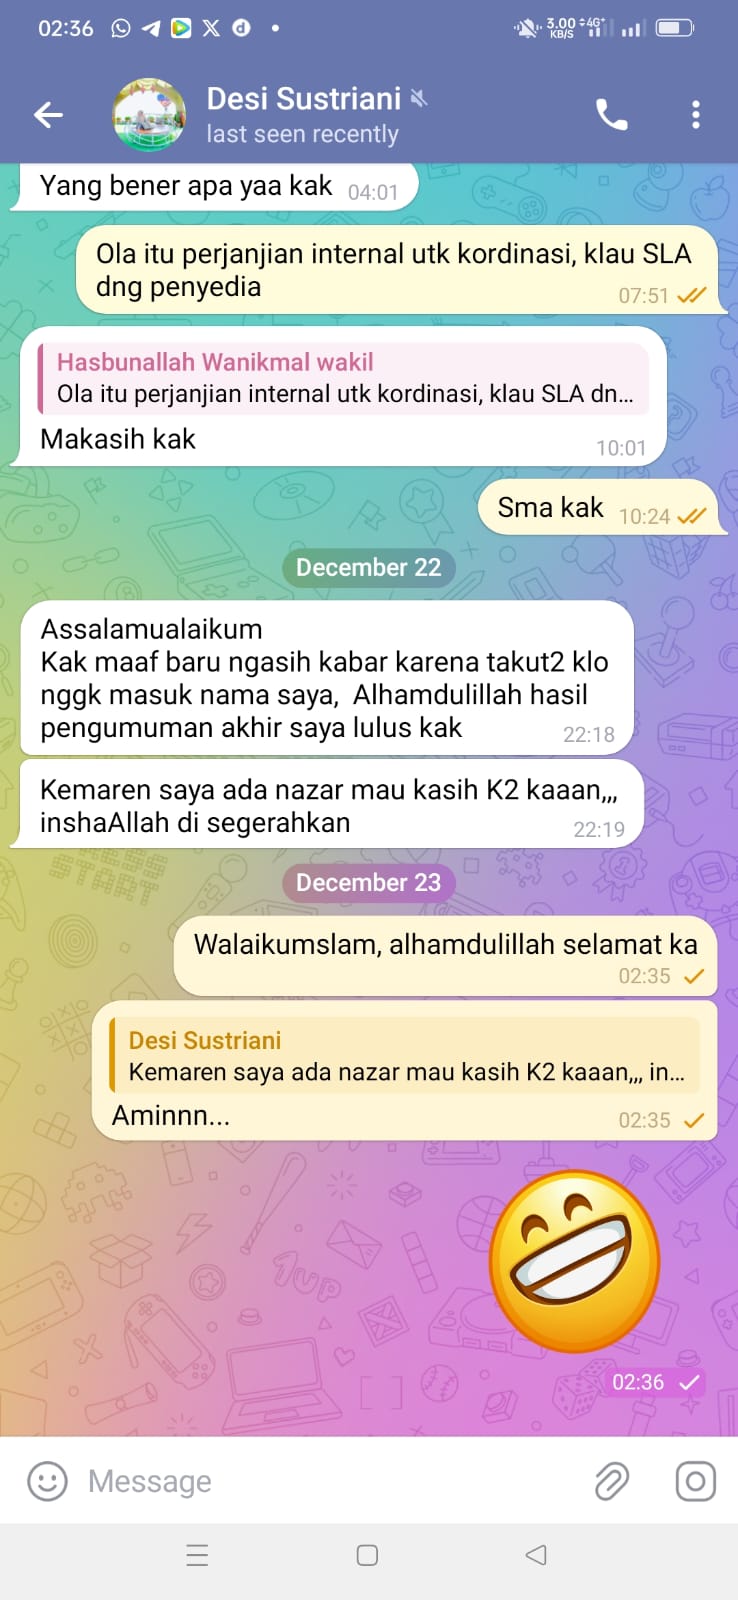 02:36
3.00 4G+
KB/S
Desi Sustriani
last seen recently
Yang bener apa yaa kak 04:01
Ola itu perjanjian internal utk kordinasi, klau SLA
dng penyedia
07:51
Hasbunallah Wanikmal wakil
Ola itu perjanjian internal utk kordinasi, klau SLA dn...
Makasih kak
10:01
Sma kak 10:24
December 22
Assalamualaikum
Kak maaf baru ngasih kabar karena takut2 klo
nggk masuk nama saya, Alhamdulillah hasil
pengumuman akhir saya lulus kak
22:18
Kemaren saya ada nazar mau kasih K2 kaaan,,,
inshaAllah di segerahkan
22:19
December 23
Walaikumslam, alhamdulillah selamat ka
02:35
Desi Sustriani
Kemaren saya ada nazar mau kasih K2 kaaan,,, in...
Aminnn...
02:35
02:36
Message